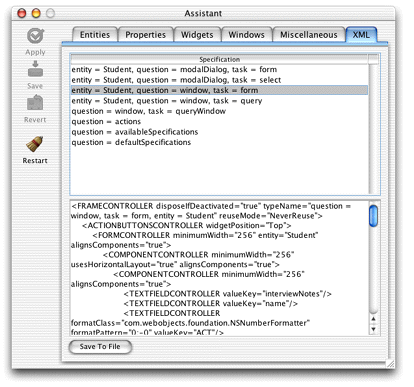 Assistant
Entities Properties Widgets Windows Miscellaneous XML
Apply
Save
Revert
Restart
Specification
entity = Student, question = modalDialog, task = form
entity = Student, question = modalDialog, task = select
entity = Student, question = window, task = form
entity = Student, question = window, task = query
question = window, task = queryWindow
question = actions
question = availableSpecifications
question = defaultSpecifications
<FRAMECONTROLLER disposeIfDeactivated="true" typeName="question =
window, task = form, entity = Student" reuseMode="NeverReuse">
<ACTIONBUTTONSCONTROLLER widgetPosition="Top">
<FORMCONTROLLER minimumWidth="256" entity="Student"
alignsComponents="true">
<COMPONENTCONTROLLER minimumWidth="256"
usesHorizontalLayout="true" alignsComponents="true">
<COMPONENTCONTROLLER minimumWidth="256"
alignsComponents="true">
<TEXTFIELDCONTROLLER valueKey="interviewNotes"/>
<TEXTFIELDCONTROLLER valueKey="name"/>
<TEXTFIELDCONTROLLER
formatClass="com.webobjects.foundation.NSNumberFormatter"
formatPattern="0;-0" valueKey="ACT"/>
Save To File